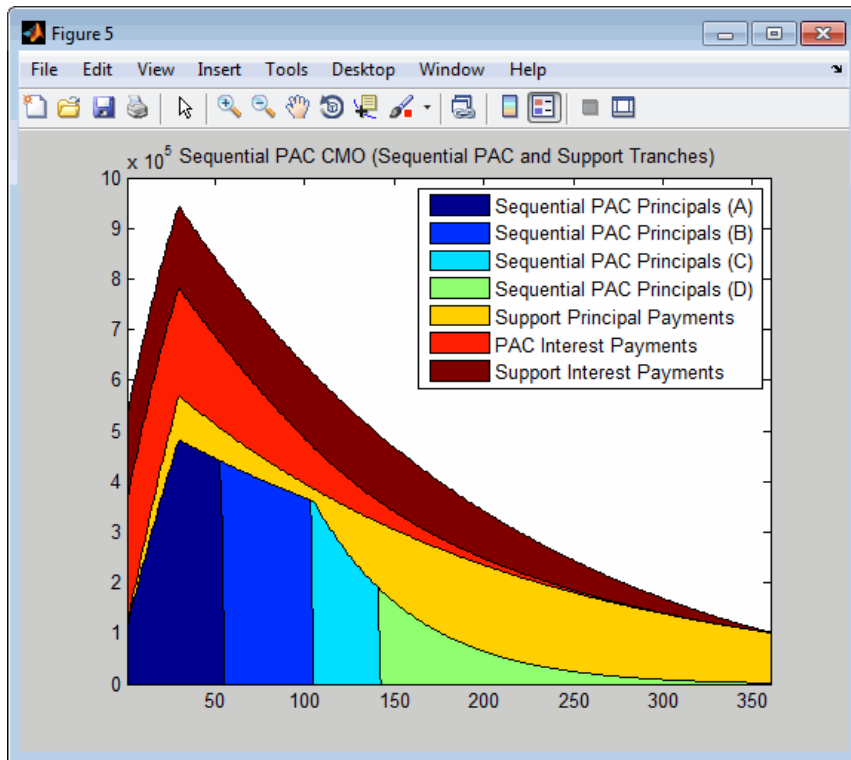 Figure 5
File Edit View Insert Tools Desktop Window Help
x 10^5 Sequential PAC CMO (Sequential PAC and Support Tranches)
10
9
8
7
6
5
4
3
2
1
0
Sequential PAC Principals (A)
Sequential PAC Principals (B)
Sequential PAC Principals (C)
Sequential PAC Principals (D)
Support Principal Payments
PAC Interest Payments
Support Interest Payments
50 100 150 200 250 300 350